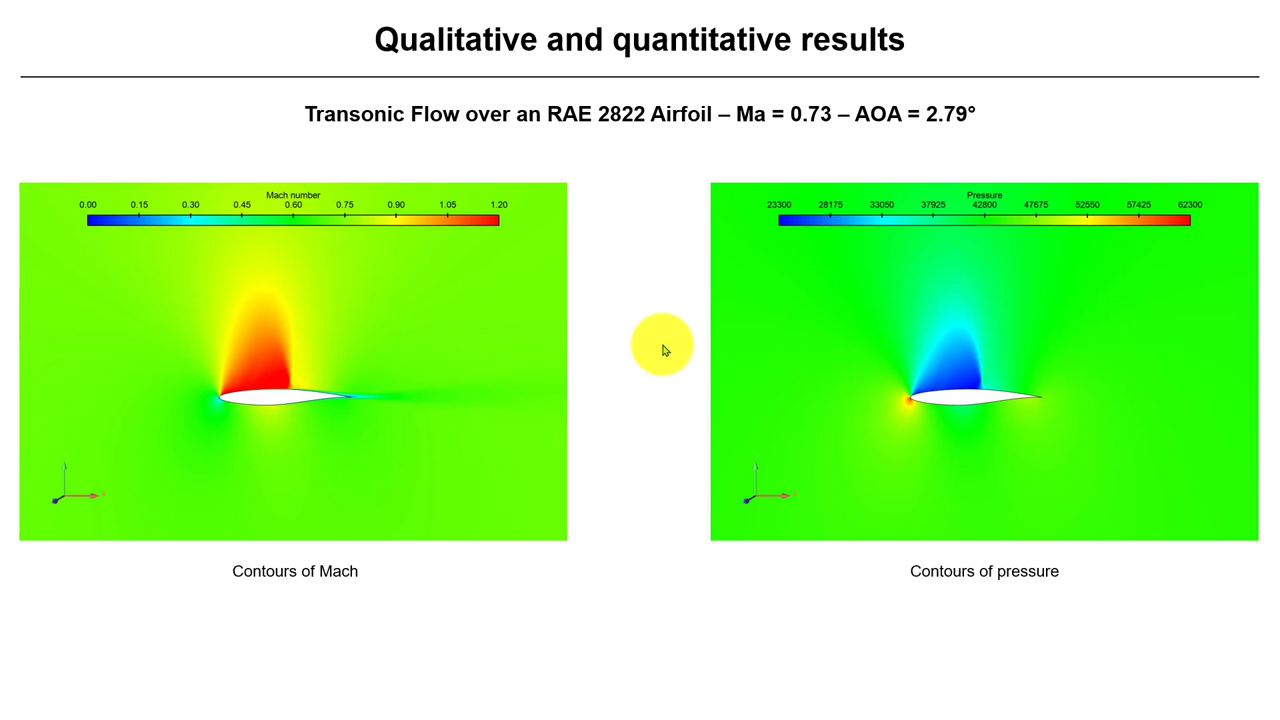 Qualitative and quantitative results
Transonic Flow over an RAE 2822 Airfoil – Ma = 0.73 – AOA = 2.79°
Mach number
0.00 0.15 0.30 0.45 0.60 0.75 0.90 1.05 1.20
Pressure
23300 28175 33050 37925 42800 47675 52550 57425 62300
Contours of Mach
Contours of pressure